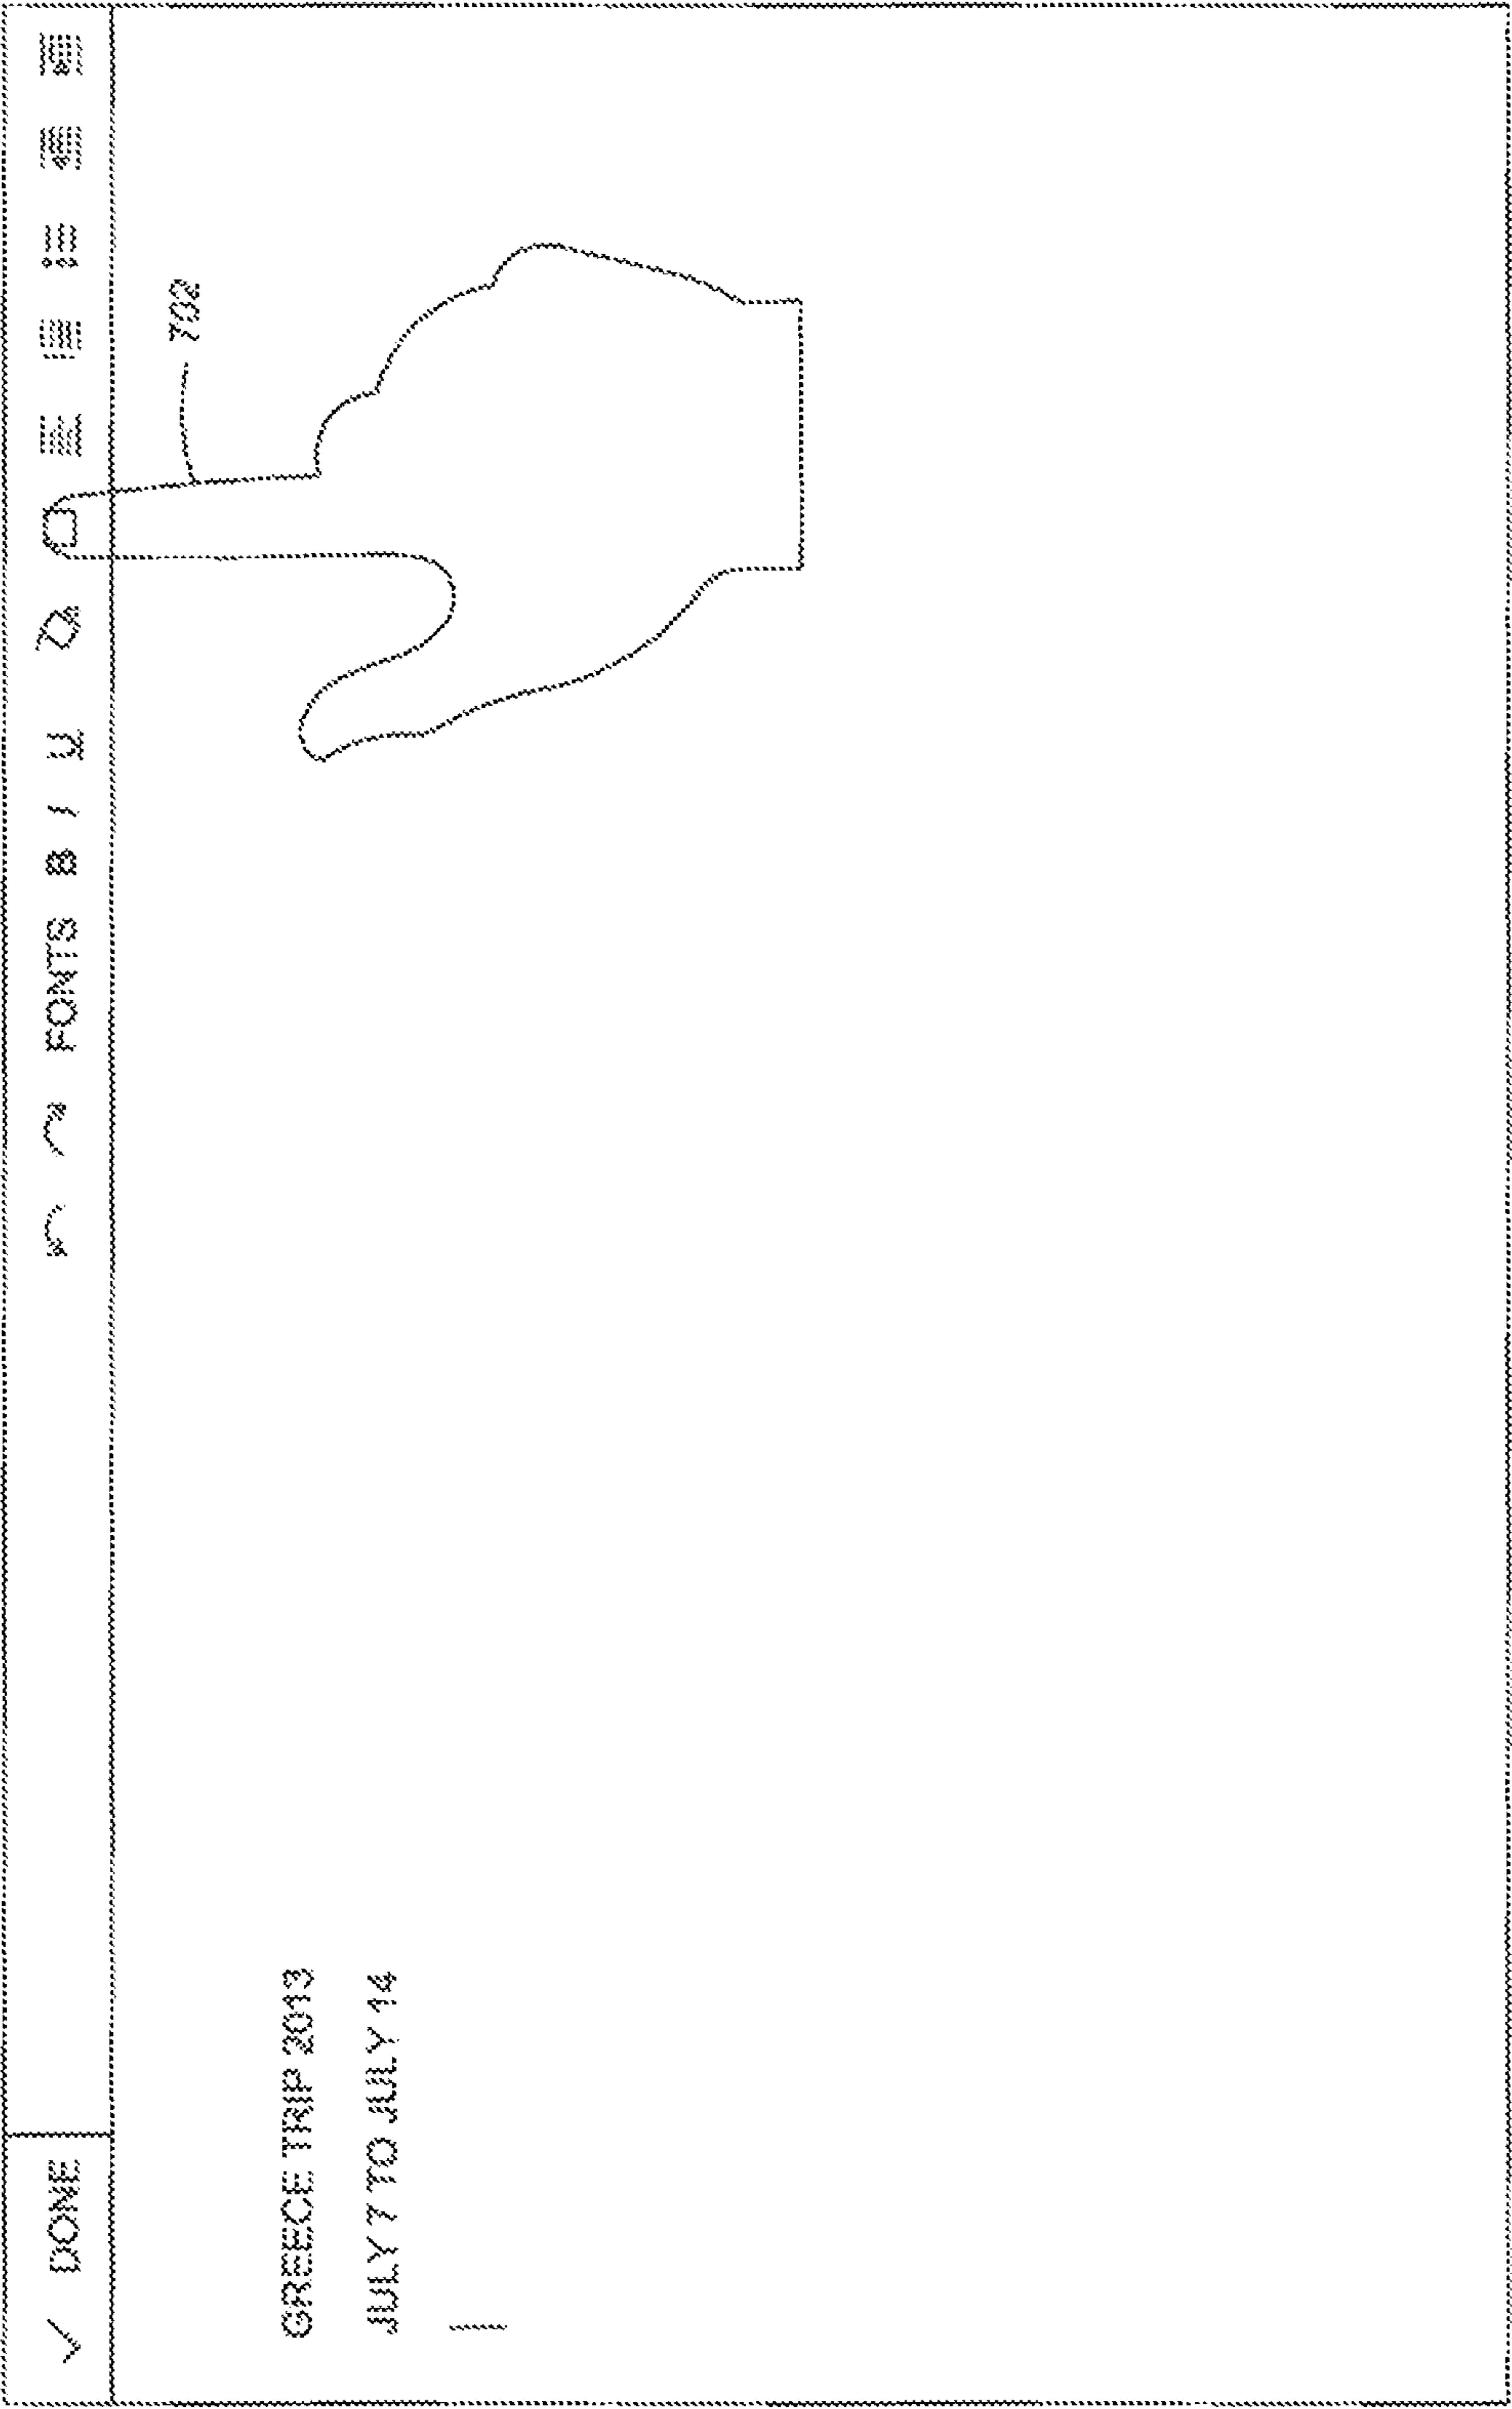 ✓ DONE
FONTS B I U
702
GREECE TRIP 2013
JULY 7 TO JULY 14